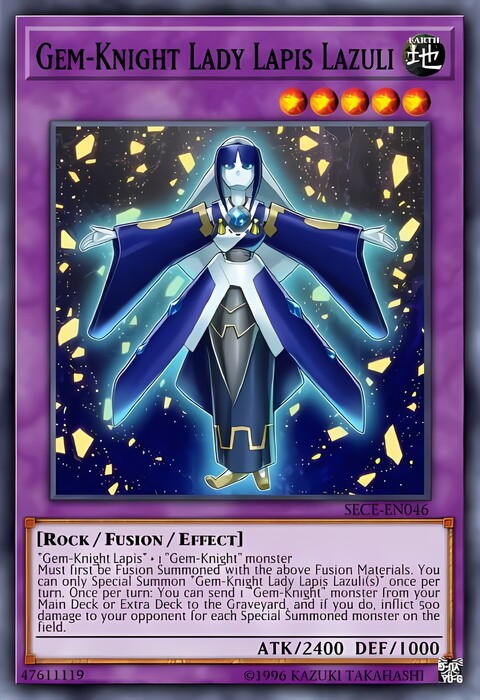 GEM-KNIGHT LADY LAPIS LAZULI
EARTH
地
SECE-EN046
[ROCK / FUSION / EFFECT]
"Gem-Knight Lapis" + 1 "Gem-Knight" monster
Must first be Fusion Summoned with the above Fusion Materials. You
can only Special Summon "Gem-Knight Lady Lapis Lazuli(s)" once per
turn. Once per turn: You can send 1 "Gem-Knight" monster from your
Main Deck or Extra Deck to the Graveyard, and if you do, inflict 500
damage to your opponent for each Special Summoned monster on the
field.
ATK/2400 DEF/1000
47611119
©1996 KAZUKI TAKAHASHI